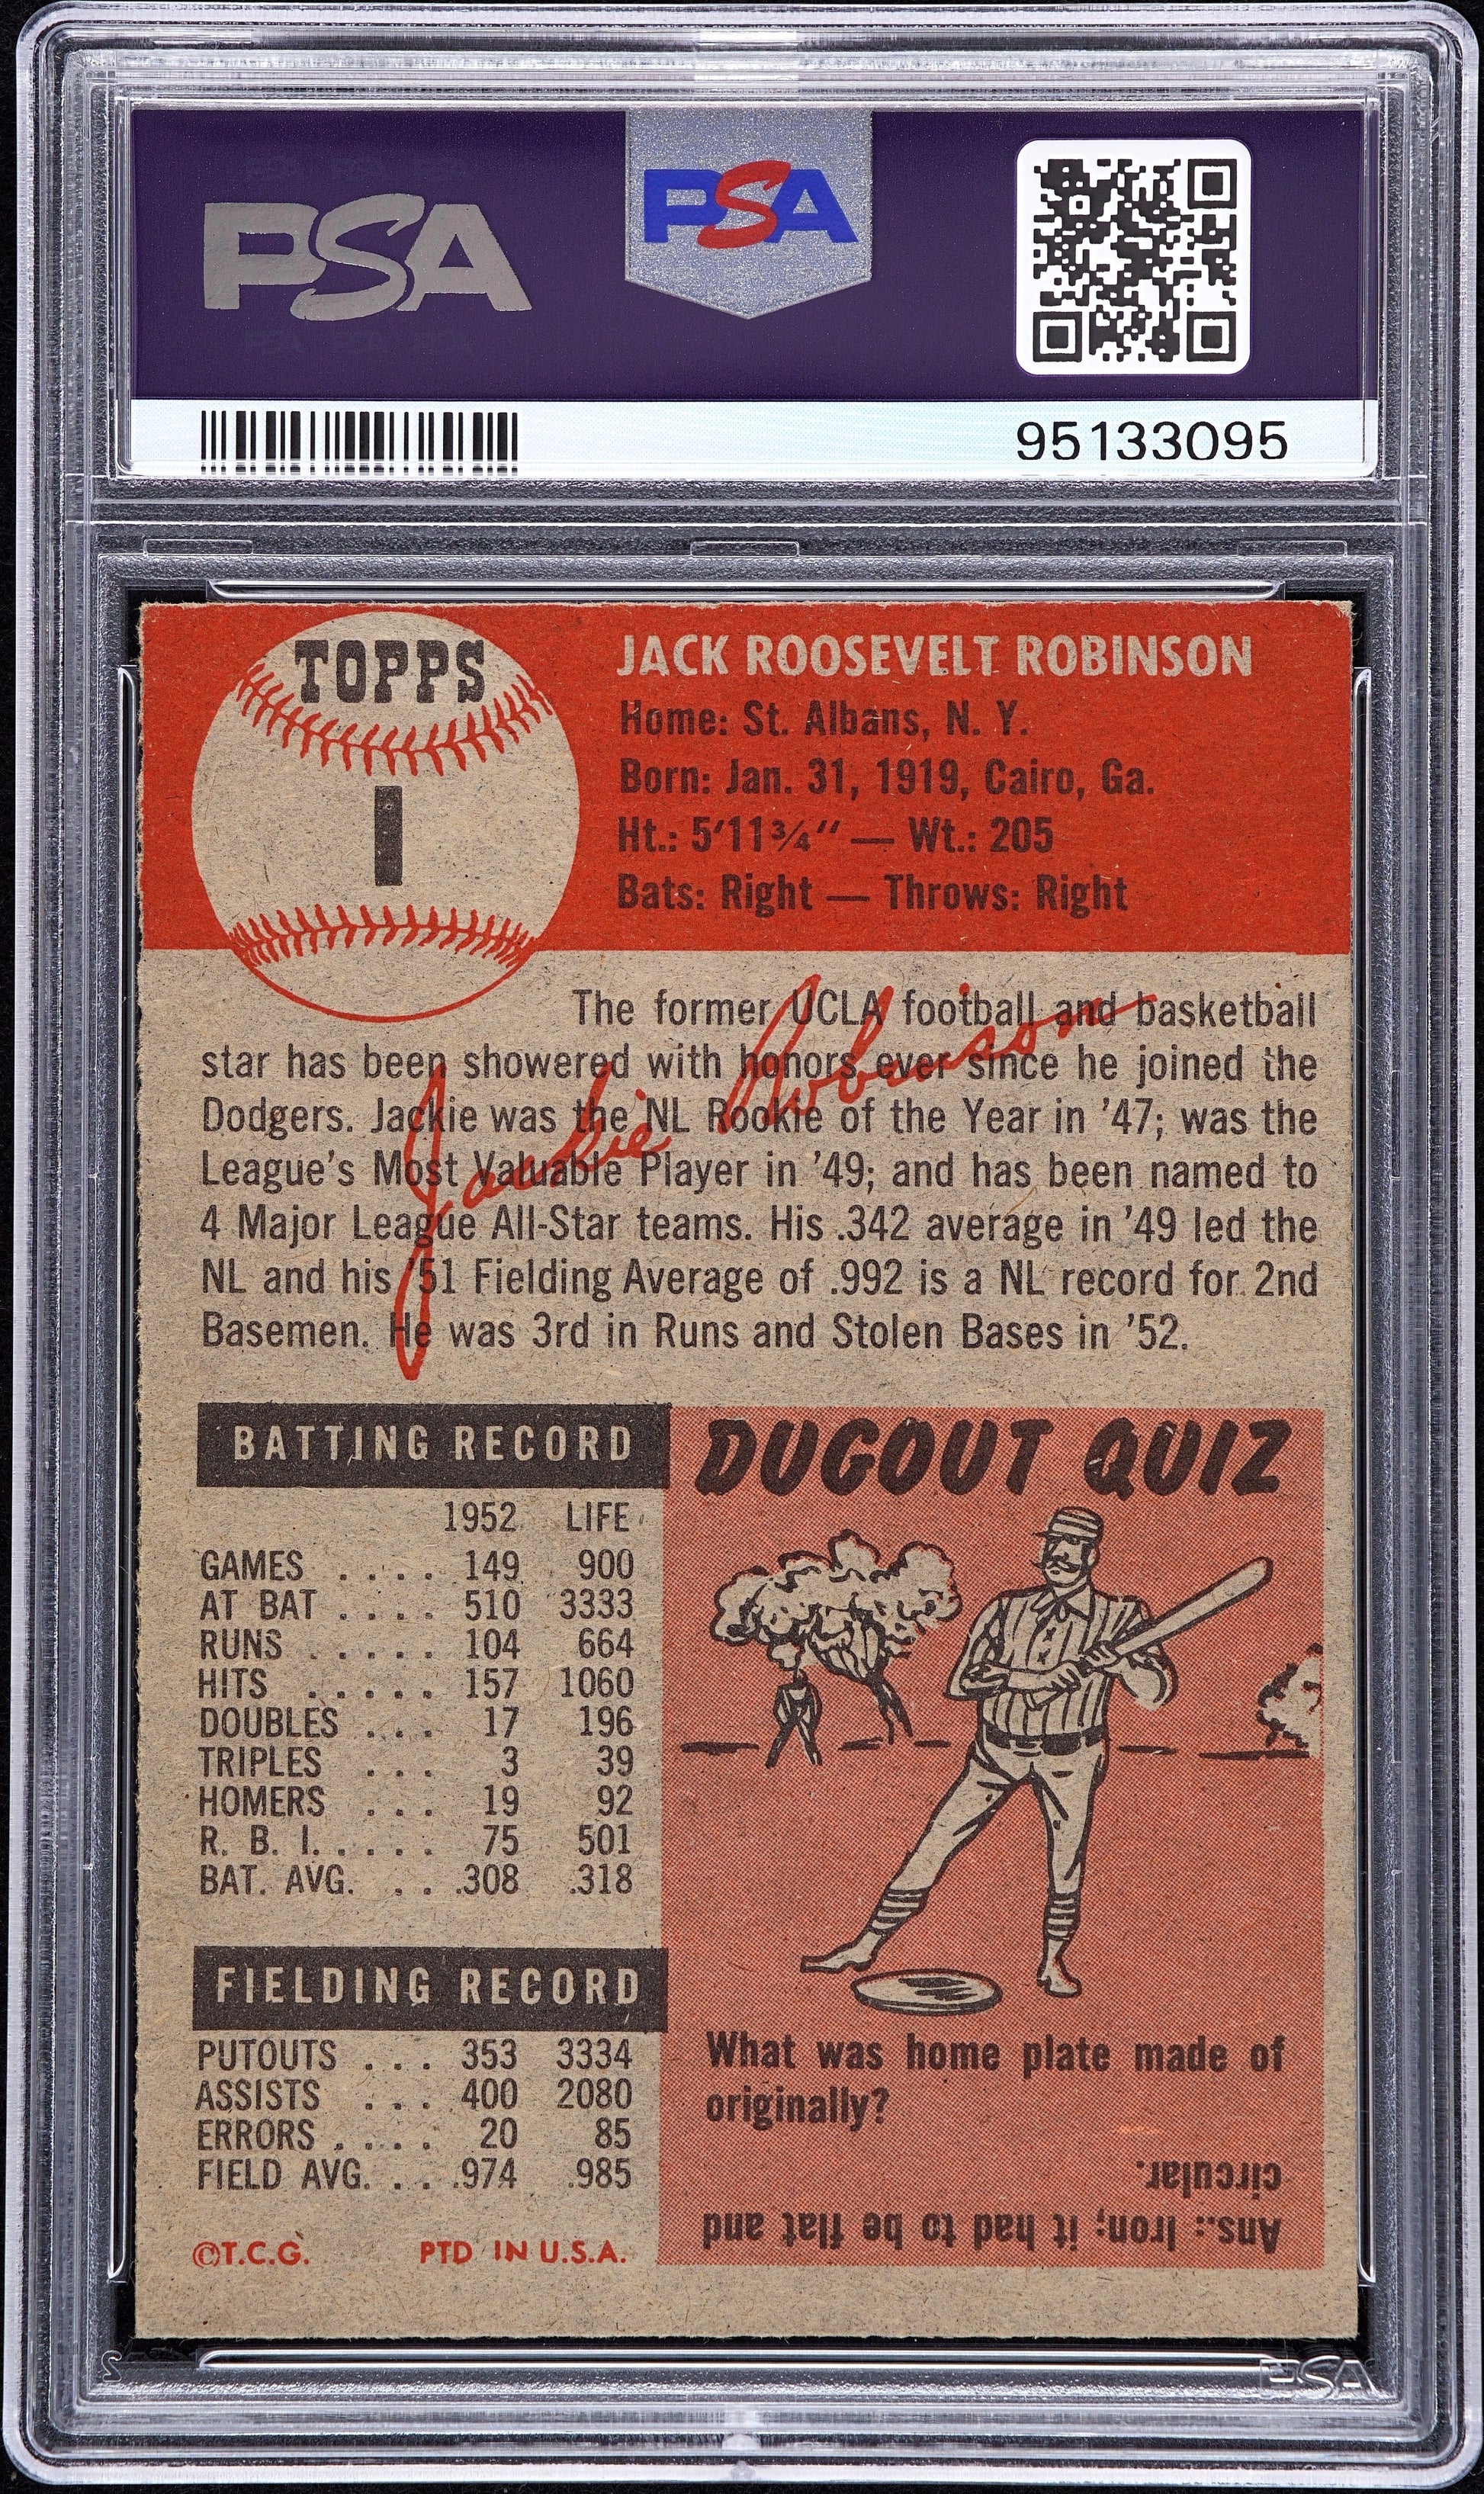 PSA
PSA
95133095
TOPPS
1
JACK ROOSEVELT ROBINSON
Home: St. Albans, N. Y.
Born: Jan. 31, 1919, Cairo, Ga.
Ht.: 5'11¾" — Wt.: 205
Bats: Right — Throws: Right
The former UCLA football and basketball
star has been showered with honors ever since he joined the
Dodgers. Jackie was the NL Rookie of the Year in '47; was the
League's Most Valuable Player in '49; and has been named to
4 Major League All-Star teams. His .342 average in '49 led the
NL and his '51 Fielding Average of .992 is a NL record for 2nd
Basemen. He was 3rd in Runs and Stolen Bases in '52.
Jackie Robinson
BATTING RECORD
1952 LIFE
GAMES . . . . 149 900
AT BAT . . . . 510 3333
RUNS . . . . . 104 664
HITS . . . . . 157 1060
DOUBLES . . . 17 196
TRIPLES . . . 3 39
HOMERS . . . 19 92
R. B. I. . . . . 75 501
BAT. AVG. . . .308 .318
FIELDING RECORD
PUTOUTS . . . 353 3334
ASSISTS . . . 400 2080
ERRORS . . . . 20 85
FIELD AVG. . . .974 .985
©T.C.G. PTD IN U.S.A.
DUGOUT QUIZ
What was home plate made of
originally?
Ans.: Iron; it had to be flat and
circular.
PSA